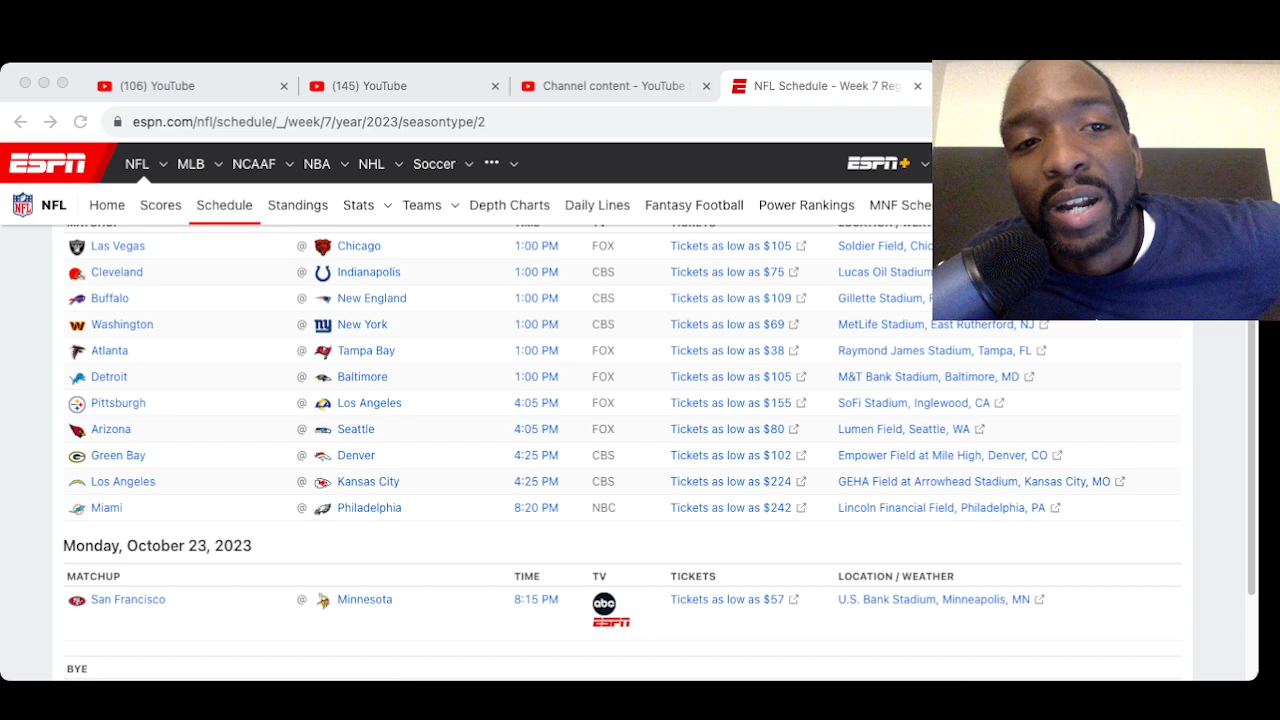 (106) YouTube
(145) YouTube
Channel content - YouTube
NFL Schedule - Week 7 Reg
espn.com/nfl/schedule/_/week/7/year/2023/seasontype/2
ESPN NFL MLB NCAAF NBA NHL Soccer ••• ESPN+
NFL Home Scores Schedule Standings Stats Teams Depth Charts Daily Lines Fantasy Football Power Rankings MNF Sche
Las Vegas @ Chicago 1:00 PM FOX Tickets as low as $105 Soldier Field, Chic
Cleveland @ Indianapolis 1:00 PM CBS Tickets as low as $75 Lucas Oil Stadium
Buffalo @ New England 1:00 PM CBS Tickets as low as $109 Gillette Stadium,
Washington @ New York 1:00 PM CBS Tickets as low as $69 MetLife Stadium, East Rutherford, NJ
Atlanta @ Tampa Bay 1:00 PM FOX Tickets as low as $38 Raymond James Stadium, Tampa, FL
Detroit @ Baltimore 1:00 PM FOX Tickets as low as $105 M&T Bank Stadium, Baltimore, MD
Pittsburgh @ Los Angeles 4:05 PM FOX Tickets as low as $155 SoFi Stadium, Inglewood, CA
Arizona @ Seattle 4:05 PM FOX Tickets as low as $80 Lumen Field, Seattle, WA
Green Bay @ Denver 4:25 PM CBS Tickets as low as $102 Empower Field at Mile High, Denver, CO
Los Angeles @ Kansas City 4:25 PM CBS Tickets as low as $224 GEHA Field at Arrowhead Stadium, Kansas City, MO
Miami @ Philadelphia 8:20 PM NBC Tickets as low as $242 Lincoln Financial Field, Philadelphia, PA
Monday, October 23, 2023
MATCHUP TIME TV TICKETS LOCATION / WEATHER
San Francisco @ Minnesota 8:15 PM abc Tickets as low as $57 U.S. Bank Stadium, Minneapolis, MN
ESPN
BYE